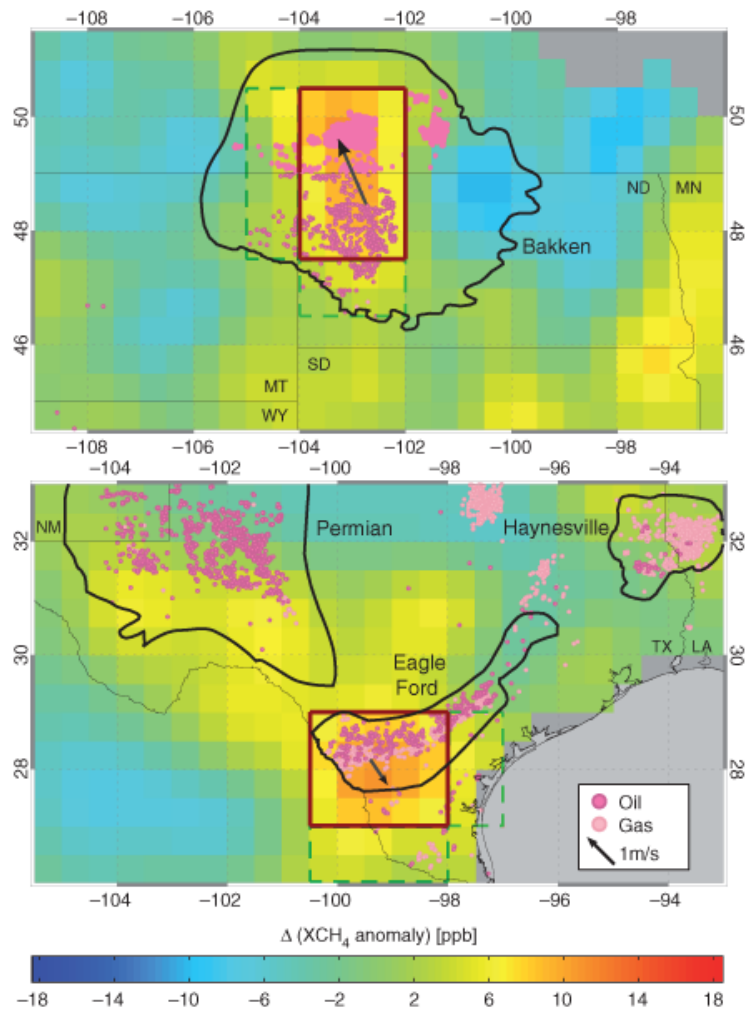 −108 −106 −104 −102 −100 −98
50
48
46
ND MN
Bakken
SD
MT
WY
−108 −106 −104 −102 −100 −98
−104 −102 −100 −98 −96 −94
NM
Permian
Haynesville
32
32
30
30
TX LA
Eagle
Ford
28
28
Oil
Gas
1m/s
−104 −102 −100 −98 −96 −94
Δ (XCH₄ anomaly) [ppb]
−18 −14 −10 −6 −2 2 6 10 14 18
50
48
46